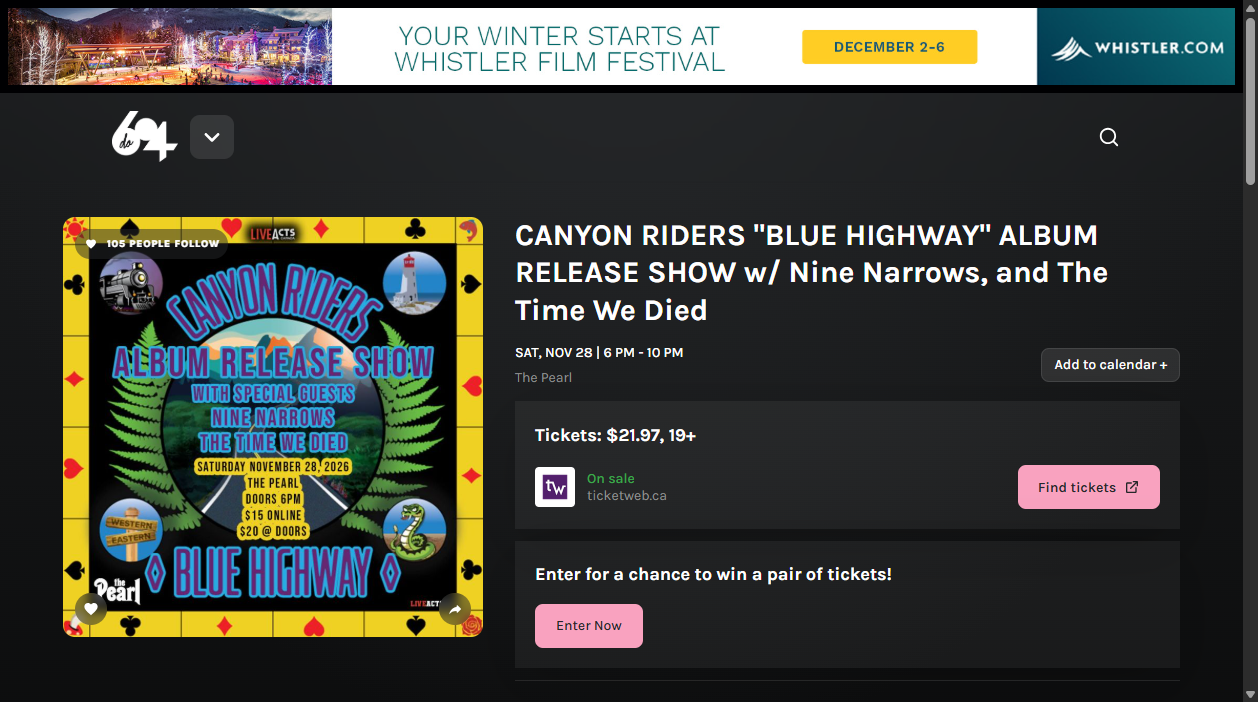 YOUR WINTER STARTS AT
WHISTLER FILM FESTIVAL
DECEMBER 2-6
WHISTLER.COM
do604
105 PEOPLE FOLLOW
LIVEACTS
CANYON RIDERS
ALBUM RELEASE SHOW
WITH SPECIAL GUESTS
NINE NARROWS
THE TIME WE DIED
SATURDAY NOVEMBER 28, 2026
THE PEARL
DOORS 6PM
$15 ONLINE
$20 @ DOORS
WESTERN
EASTERN
BLUE HIGHWAY
the Pearl
CANYON RIDERS "BLUE HIGHWAY" ALBUM
RELEASE SHOW w/ Nine Narrows, and The
Time We Died
SAT, NOV 28 | 6 PM - 10 PM
The Pearl
Add to calendar +
Tickets: $21.97, 19+
tw
On sale
ticketweb.ca
Find tickets
Enter for a chance to win a pair of tickets!
Enter Now